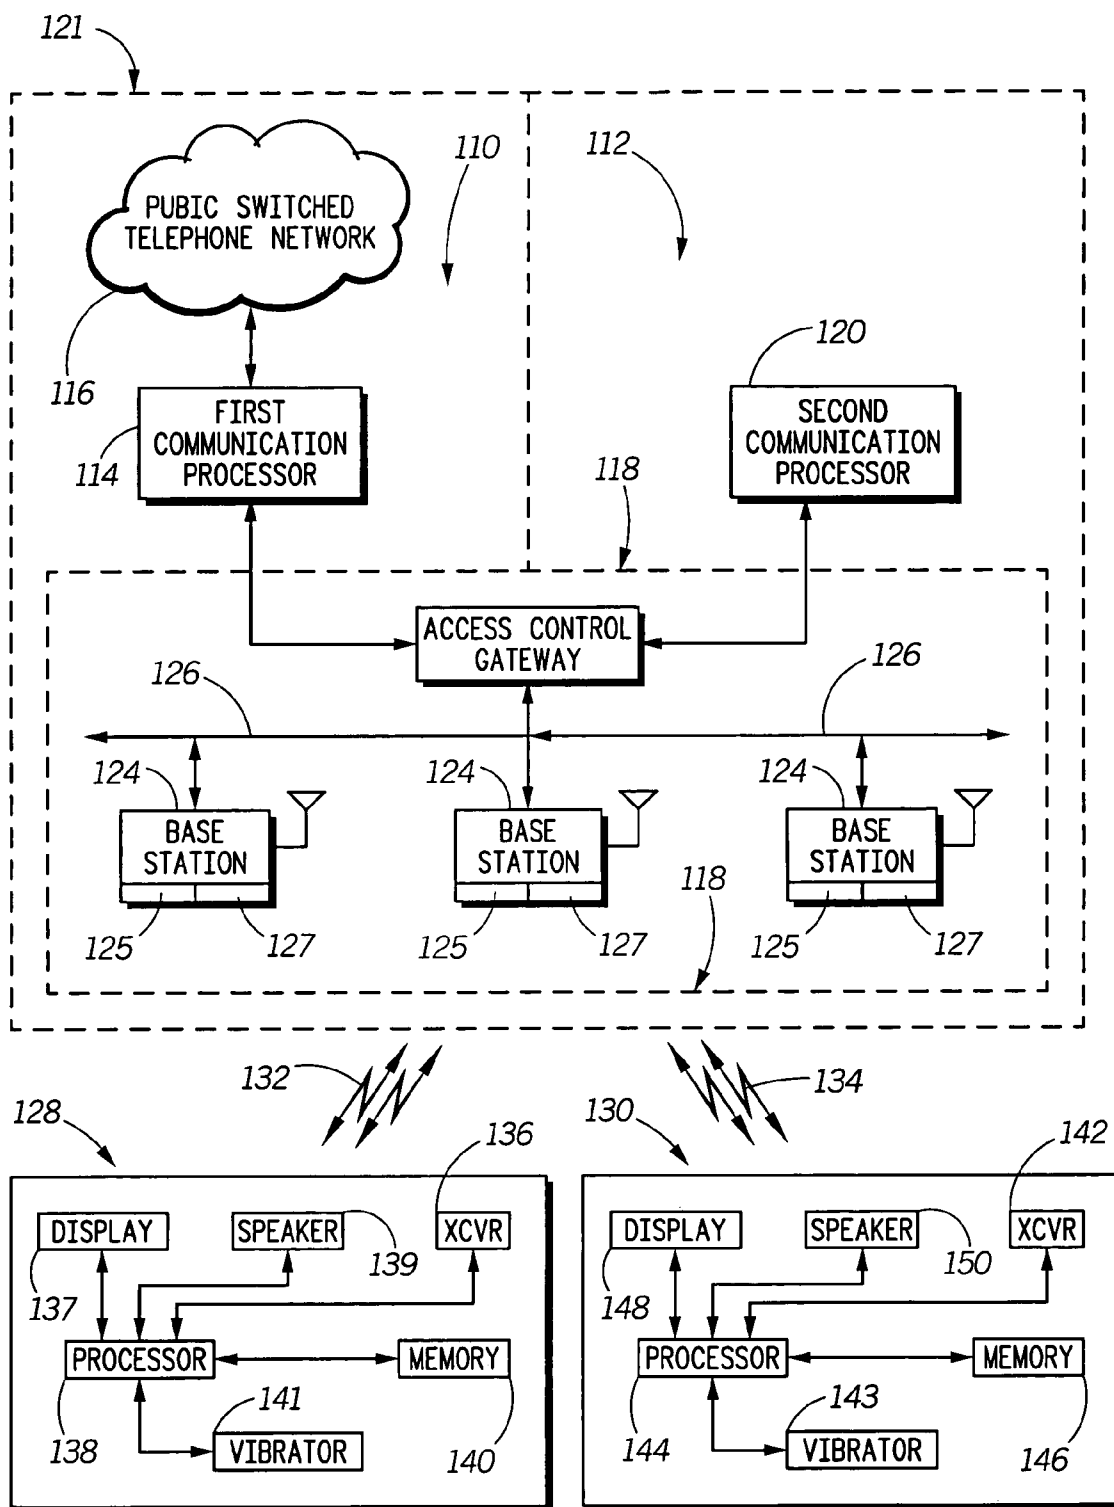 121
110
112
PUBIC SWITCHED
TELEPHONE NETWORK
116
120
FIRST
COMMUNICATION
PROCESSOR
114
SECOND
COMMUNICATION
PROCESSOR
118
ACCESS CONTROL
GATEWAY
126
126
124
124
124
BASE
STATION
BASE
STATION
BASE
STATION
125
127
125
127
125
127
118
132
134
128
136
130
142
DISPLAY
SPEAKER
XCVR
137
139
PROCESSOR
MEMORY
138
141
140
VIBRATOR
DISPLAY
SPEAKER
XCVR
148
150
PROCESSOR
MEMORY
144
143
146
VIBRATOR